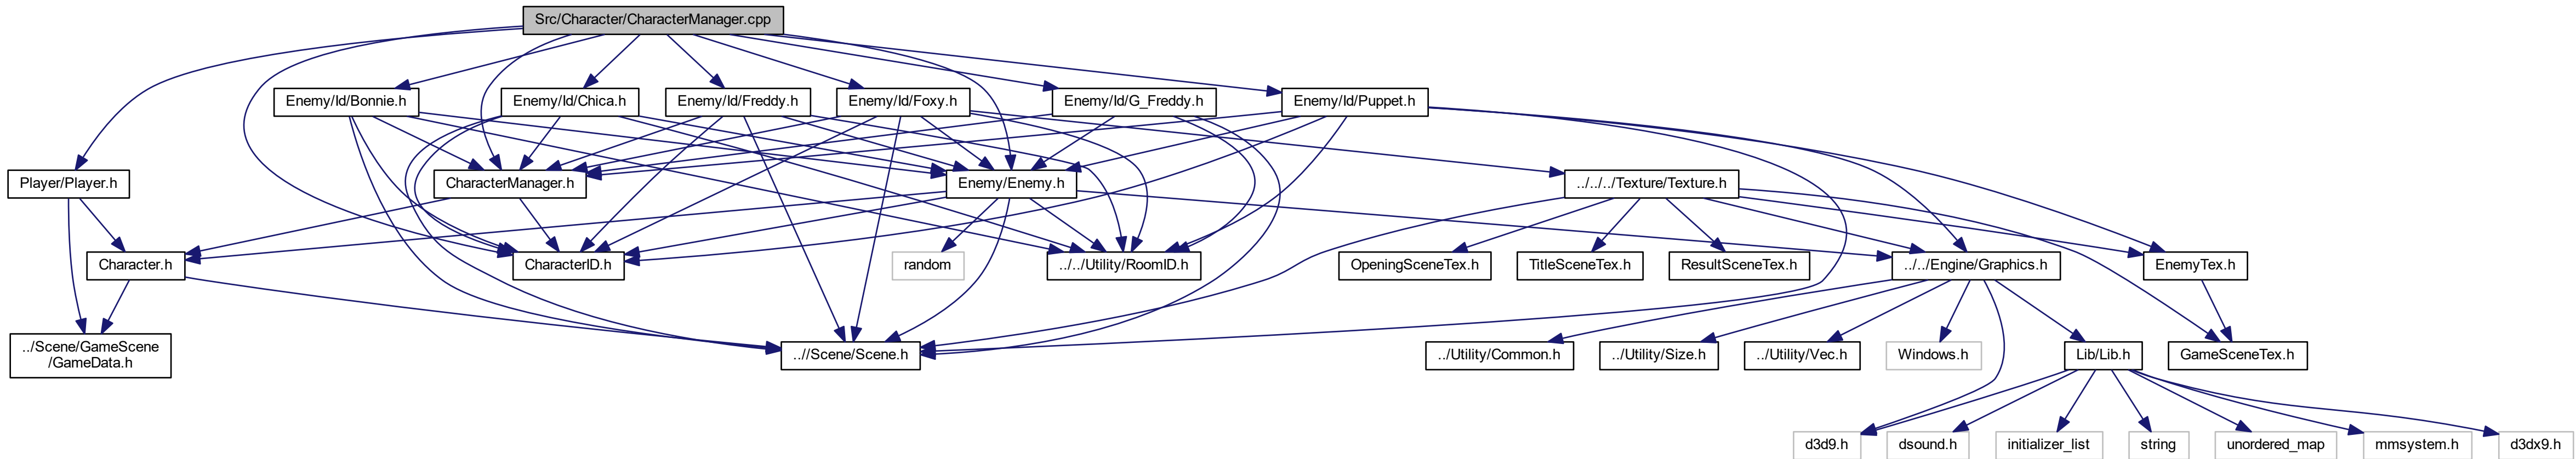 Src/Character/CharacterManager.cpp
Enemy/Id/Bonnie.h
Enemy/Id/Chica.h
Enemy/Id/Freddy.h
Enemy/Id/Foxy.h
Enemy/Id/G_Freddy.h
Enemy/Id/Puppet.h
Player/Player.h
CharacterManager.h
Enemy/Enemy.h
../../../Texture/Texture.h
Character.h
CharacterID.h
random
../../Utility/RoomID.h
OpeningSceneTex.h
TitleSceneTex.h
ResultSceneTex.h
../../Engine/Graphics.h
EnemyTex.h
../Scene/GameScene
/GameData.h
..//Scene/Scene.h
../Utility/Common.h
../Utility/Size.h
../Utility/Vec.h
Windows.h
Lib/Lib.h
GameSceneTex.h
d3d9.h
dsound.h
initializer_list
string
unordered_map
mmsystem.h
d3dx9.h